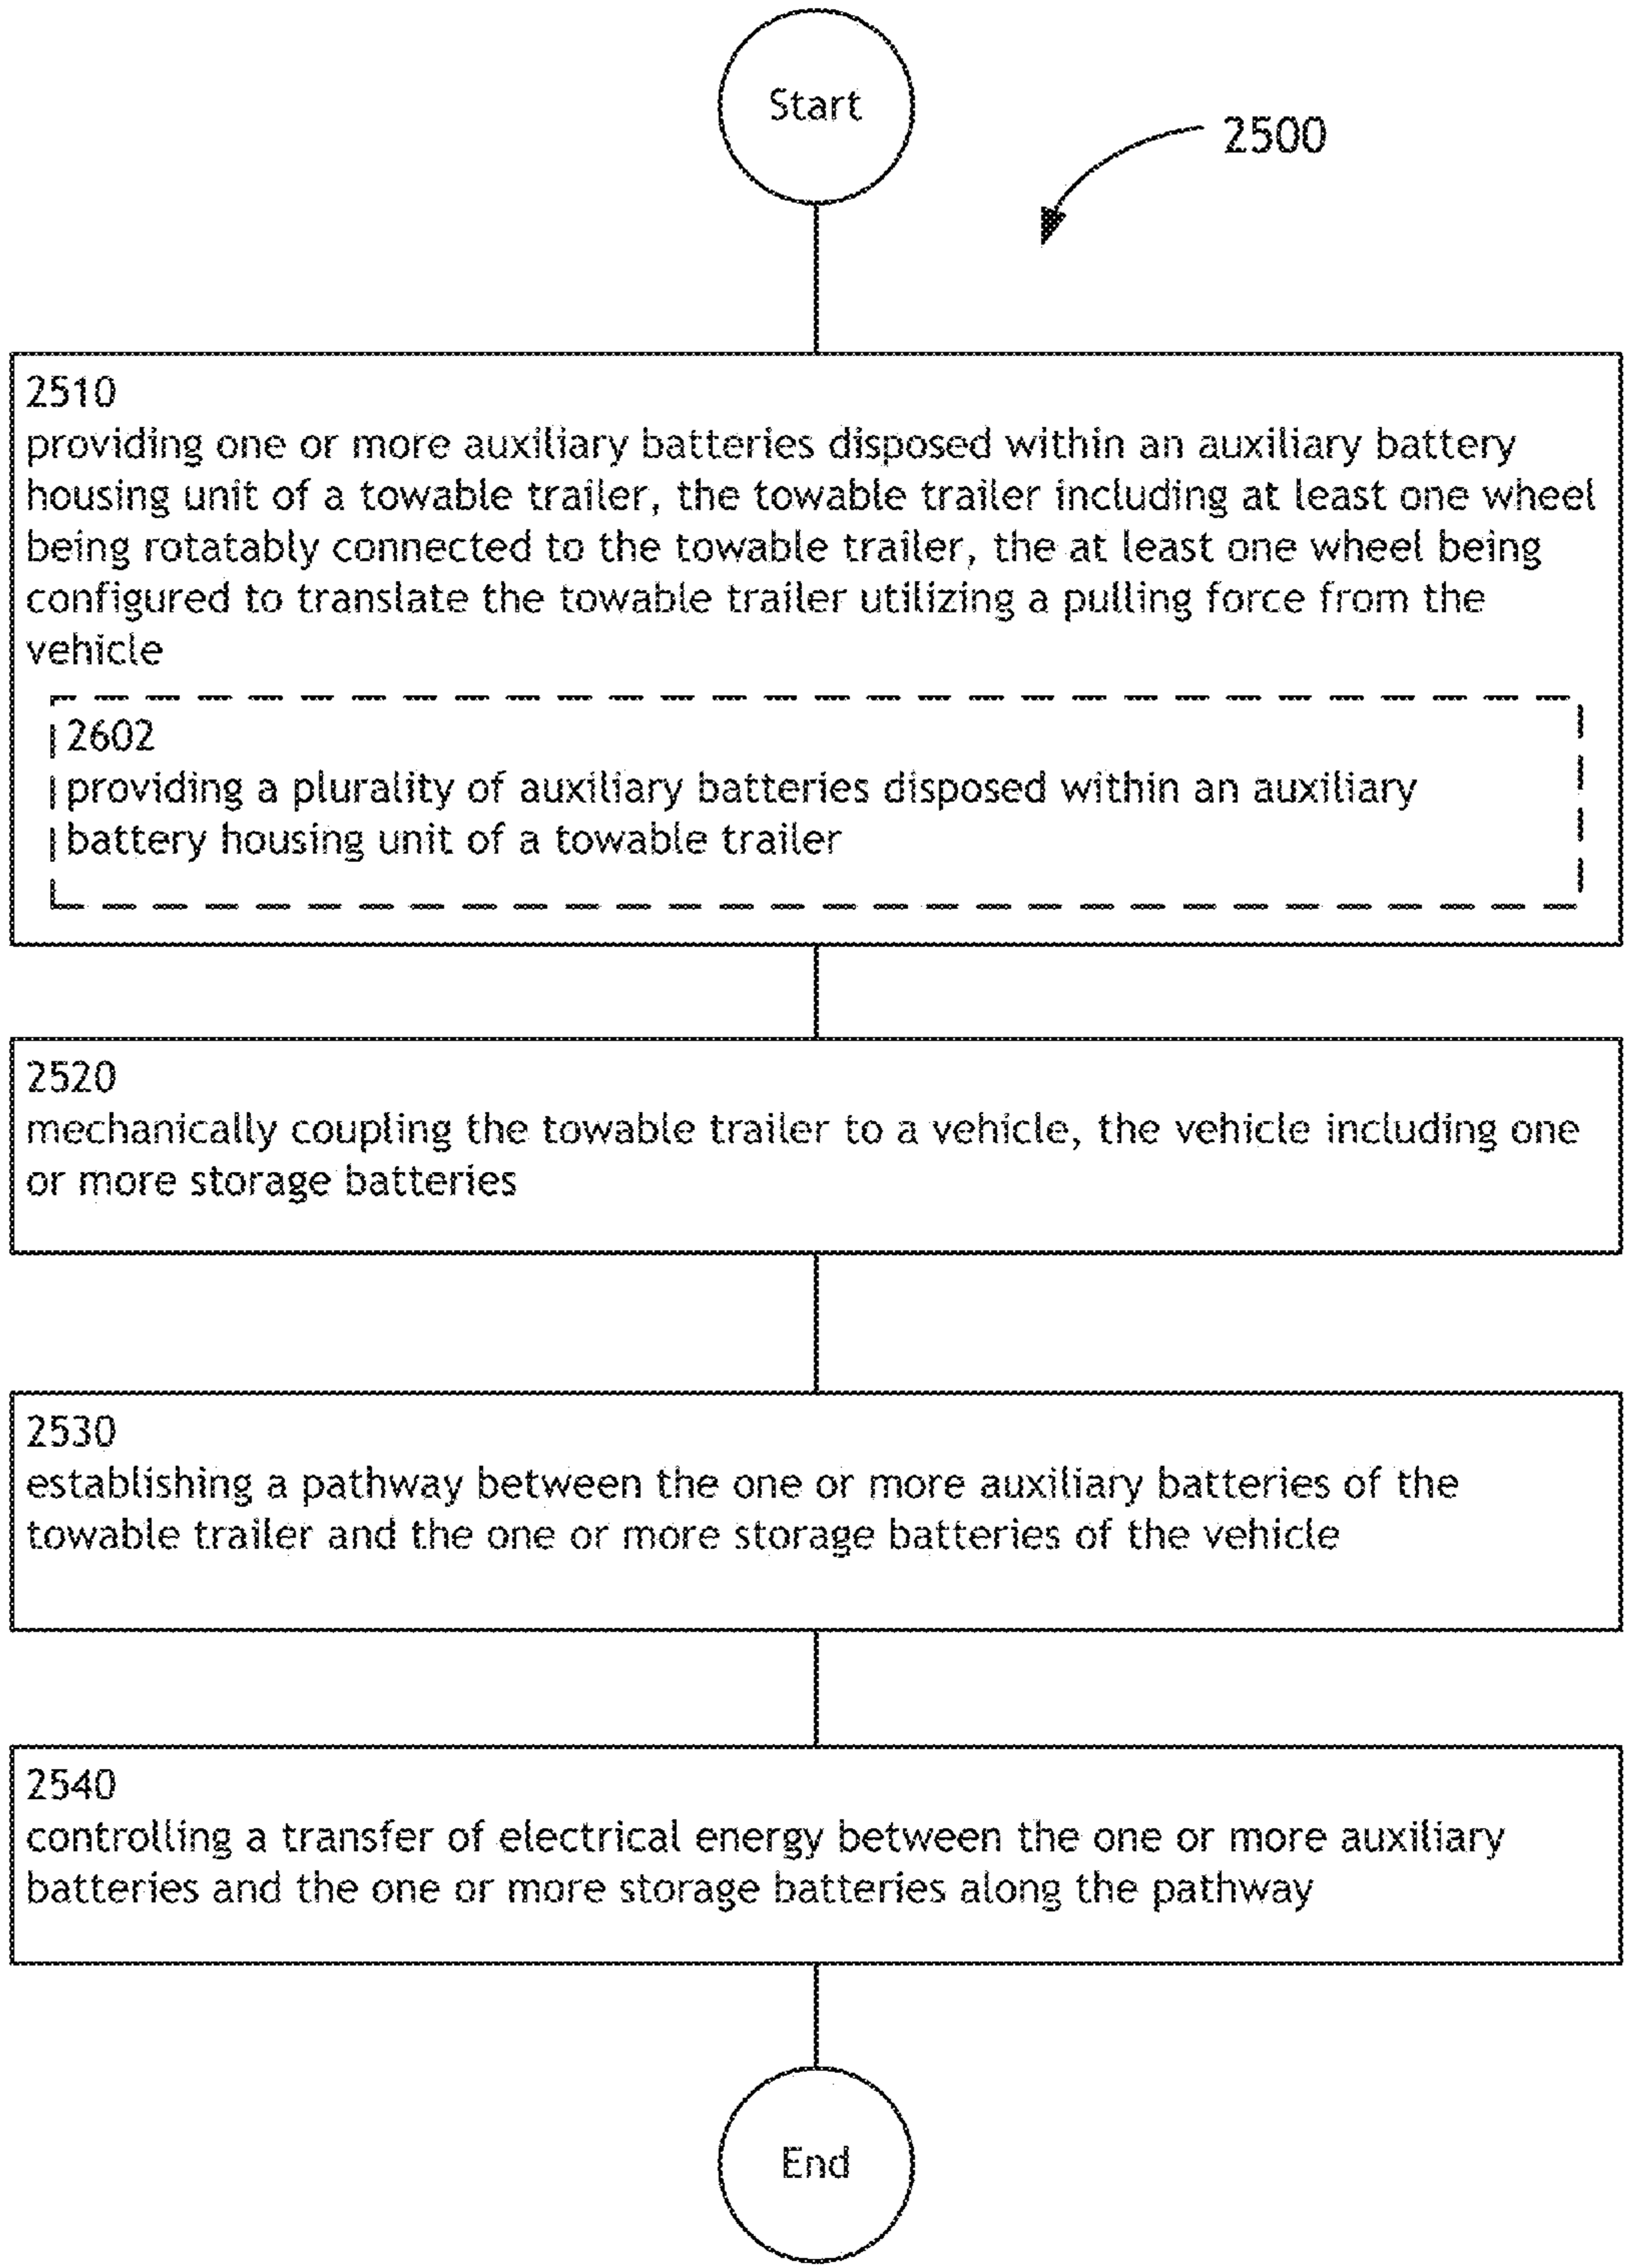 Start
2500
2510
providing one or more auxiliary batteries disposed within an auxiliary battery
housing unit of a towable trailer, the towable trailer including at least one wheel
being rotatably connected to the towable trailer, the at least one wheel being
configured to translate the towable trailer utilizing a pulling force from the
vehicle
2602
providing a plurality of auxiliary batteries disposed within an auxiliary
battery housing unit of a towable trailer
2520
mechanically coupling the towable trailer to a vehicle, the vehicle including one
or more storage batteries
2530
establishing a pathway between the one or more auxiliary batteries of the
towable trailer and the one or more storage batteries of the vehicle
2540
controlling a transfer of electrical energy between the one or more auxiliary
batteries and the one or more storage batteries along the pathway
End